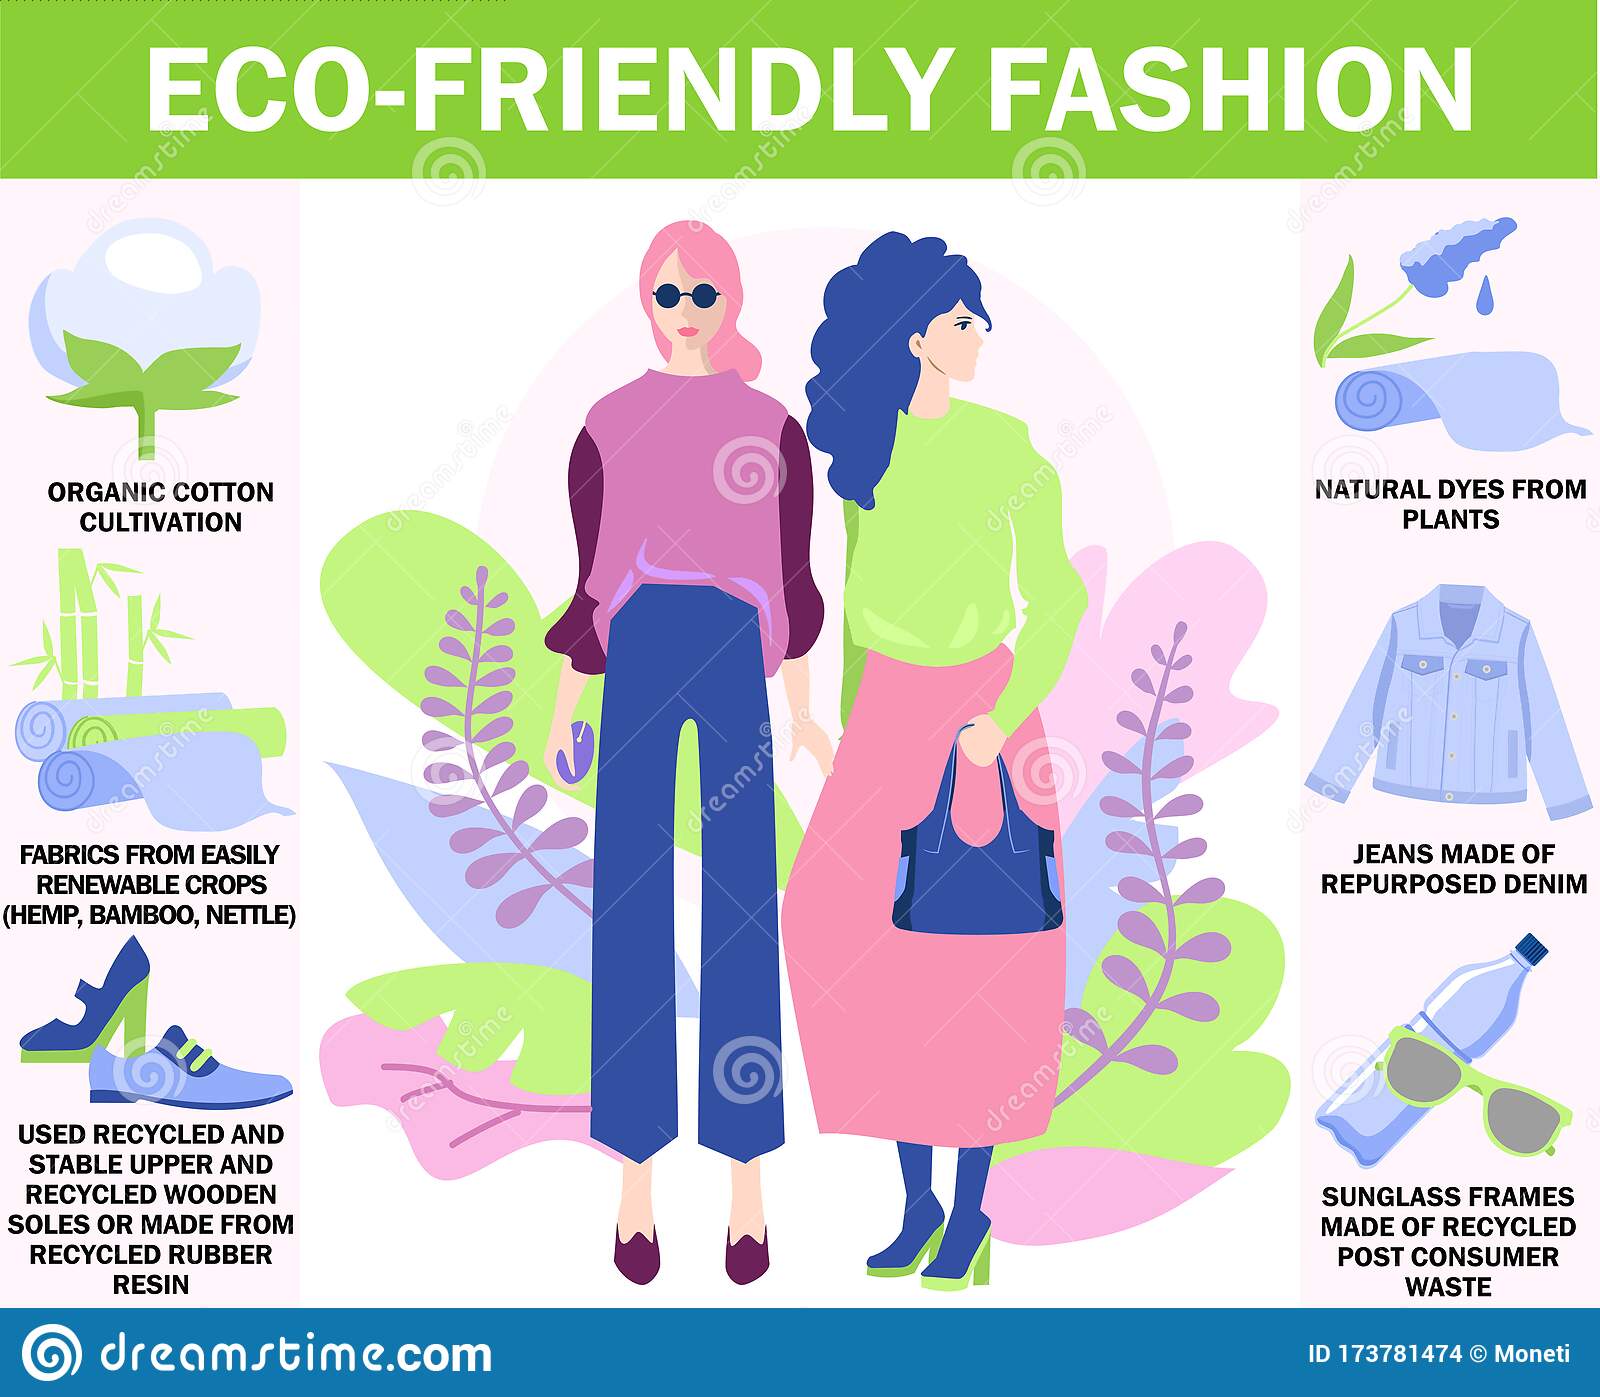 ECO-FRIENDLY FASHION
ORGANIC COTTON
CULTIVATION
FABRICS FROM EASILY
RENEWABLE CROPS
(HEMP, BAMBOO, NETTLE)
USED RECYCLED AND
STABLE UPPER AND
RECYCLED WOODEN
SOLES OR MADE FROM
RECYCLED RUBBER
RESIN
NATURAL DYES FROM
PLANTS
JEANS MADE OF
REPURPOSED DENIM
SUNGLASS FRAMES
MADE OF RECYCLED
POST CONSUMER
WASTE
dreamstime.com
ID 173781474 © Moneti